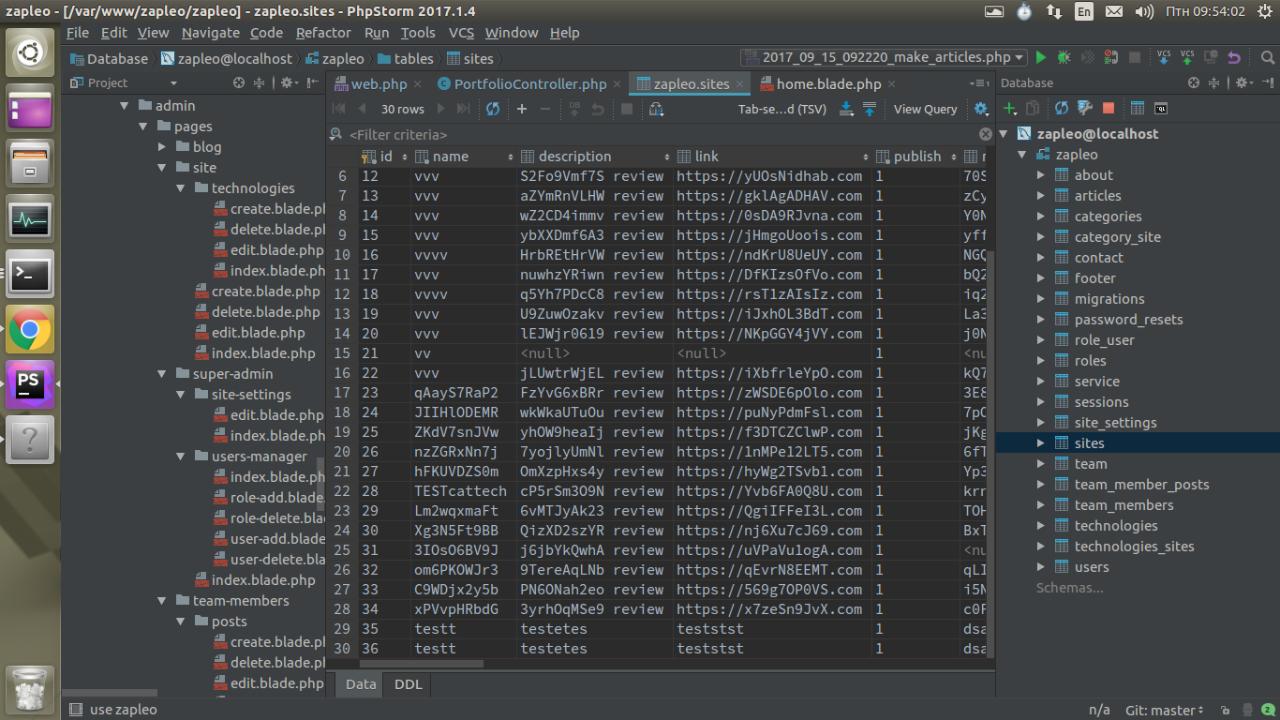 zapleo - [/var/www/zapleo/zapleo] - zapleo.sites - PhpStorm 2017.1.4
En
Птн 09:54:02
File Edit View Navigate Code Refactor Run Tools VCS Window Help
Database zapleo@localhost zapleo tables sites
2017_09_15_092220_make_articles.php
VCS VCS
Project
web.php PortfolioController.php zapleo.sites home.blade.php
Database
30 rows Tab-se...d (TSV) View Query
<Filter criteria>
id name description link publish
6 12 vvv S2Fo9Vmf7S review https://yUOsNidhab.com 1 70S
7 13 vvv aZYmRnVLHW review https://gklAgADHAV.com 1 zCy
8 14 vvv wZ2CD4immv review https://0sDA9RJvna.com 1 Y0N
9 15 vvv ybXXDmf6A3 review https://jHmgoUoois.com 1 yff
10 16 vvvv HrbREtHrVW review https://ndKrU8UeUY.com 1 NGQ
11 17 vvv nuwhzYRiwn review https://DfKIzsOfVo.com 1 bQ2
12 18 vvvv q5Yh7PDcC8 review https://rsT1zAIsIz.com 1 iq2
13 19 vvv U9ZuwOzakv review https://iJxhOL3BdT.com 1 La3
14 20 vvv lEJWjr0619 review https://NKpGGY4jVY.com 1 j0N
15 21 vv <null> <null> 1 <nu
16 22 vvv jLUwtrWjEL review https://iXbfrleYpO.com 1 kQ7
17 23 qAayS7RaP2 FzYvG6xBRr review https://zWSDE6pOlo.com 1 3E8
18 24 JIIHlODEMR wkWkaUTuOu review https://puNyPdmFsl.com 1 7pO
19 25 ZKdV7snJVw yhOW9heaIj review https://f3DTCZClwP.com 1 jKg
20 26 nzZGRxNn7j 7yojlyUmNl review https://1nMPe12LT5.com 1 6fT
21 27 hFKUVDZS0m OmXzpHxs4y review https://hyWg2TSvb1.com 1 Yp3
22 28 TESTcattech cP5rSm3O9N review https://Yvb6FA0Q8U.com 1 krr
23 29 Lm2wqxmaFt 6vMTJyAk23 review https://QgiIFFeI3L.com 1 TOH
24 30 Xg3N5Ft9BB QizXD2szYR review https://nj6Xu7cJ69.com 1 BxT
25 31 3IOsO6BV9J j6jbYkQwhA review https://uVPaVu1ogA.com 1 <nu
26 32 om6PKOWJr3 9TereAqLNb review https://qEvrN8EEMT.com 1 qLI
27 33 C9WDjx2y5b PN6ONah2eo review https://569g7OP0VS.com 1 i5N
28 34 xPVvpHRbdG 3yrhOqMSe9 review https://x7zeSn9JvX.com 1 c0F
29 35 testt testetes teststst 1 dsa
30 36 testt testetes teststst 1 dsa
admin
pages
blog
site
technologies
create.blade.pl
delete.blade.pl
edit.blade.php
index.blade.ph
create.blade.php
delete.blade.php
edit.blade.php
index.blade.php
super-admin
site-settings
edit.blade.php
index.blade.ph
users-manager
index.blade.ph
role-add.blade
role-delete.bla
user-add.blade
user-delete.bla
index.blade.php
team-members
posts
create.blade.pl
delete.blade.pl
edit.blade.php
zapleo@localhost
zapleo
about
articles
categories
category_site
contact
footer
migrations
password_resets
role_user
roles
service
sessions
site_settings
sites
team
team_member_posts
team_members
technologies
technologies_sites
users
Schemas...
PS
Data DDL
use zapleo
n/a Git: master
2